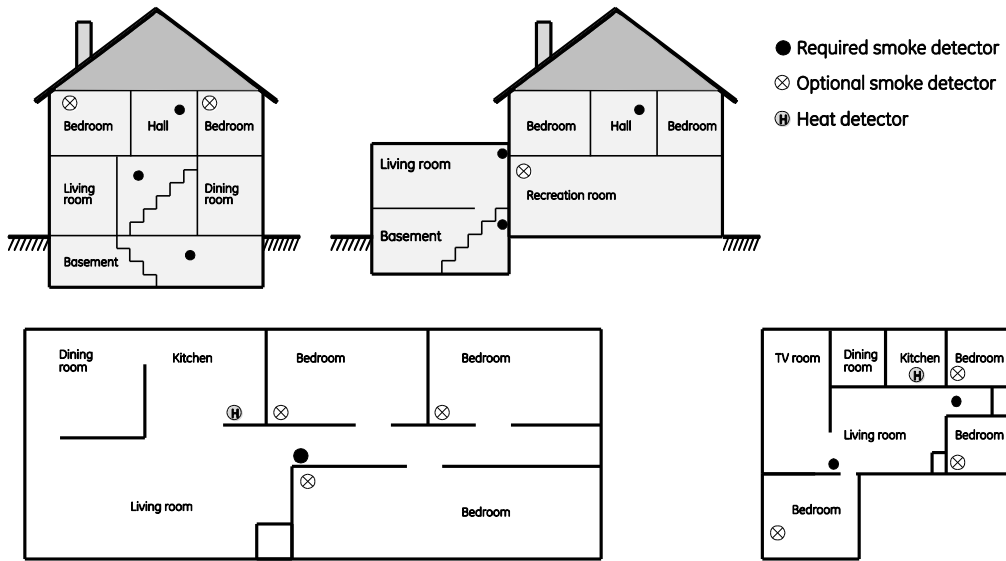 Required smoke detector
Optional smoke detector
H Heat detector
Bedroom Hall Bedroom
Living
room
Dining
room
Basement
Bedroom Hall Bedroom
Living room
Recreation room
Basement
Dining
room
Kitchen
Bedroom
Bedroom
H
Living room
Bedroom
TV room
Dining
room
Kitchen
H
Bedroom
Living room
Bedroom
Bedroom